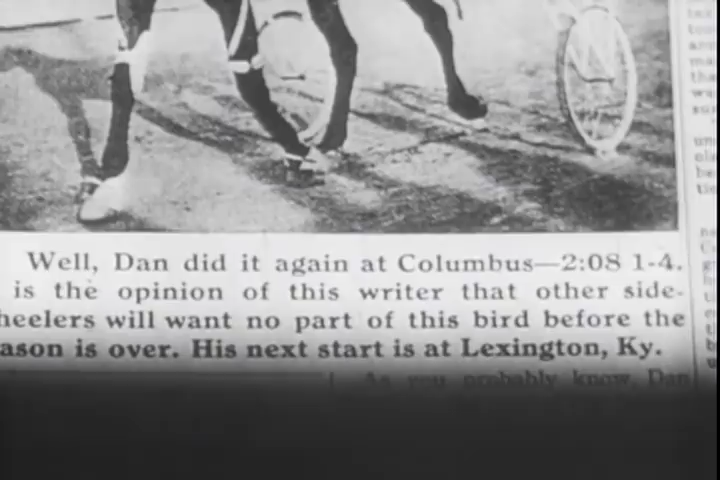 Well, Dan did it again at Columbus—2:08 1-4.
is the opinion of this writer that other side-
heelers will want no part of this bird before the
ason is over. His next start is at Lexington, Ky.
As you probably know Dan